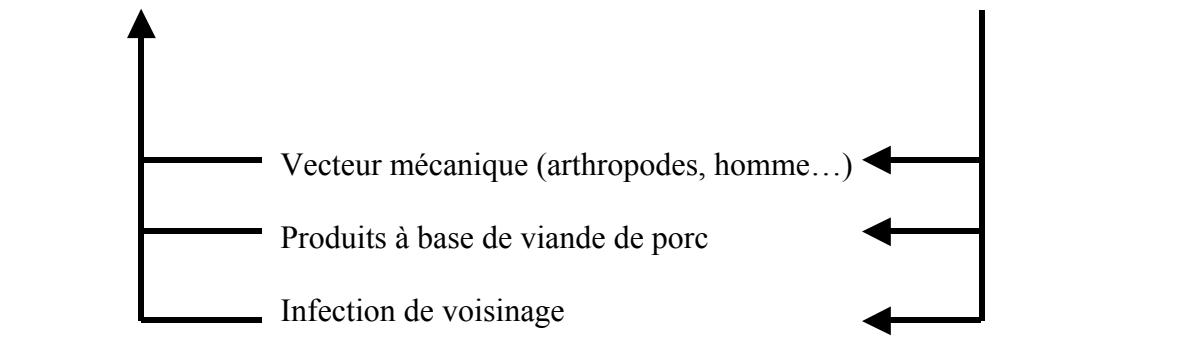 Vecteur mécanique (arthropodes, homme…)
Produits à base de viande de porc
Infection de voisinage